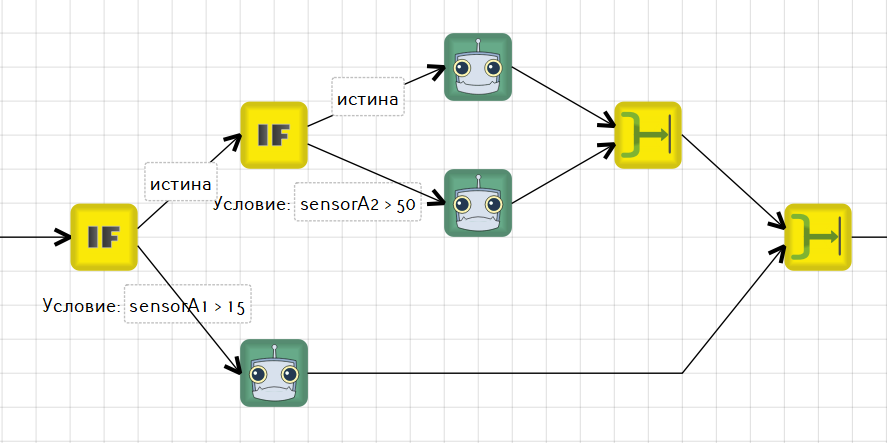 истина
IF
истина
Условие: sensorA2 > 50
IF
Условие: sensorA1 > 15